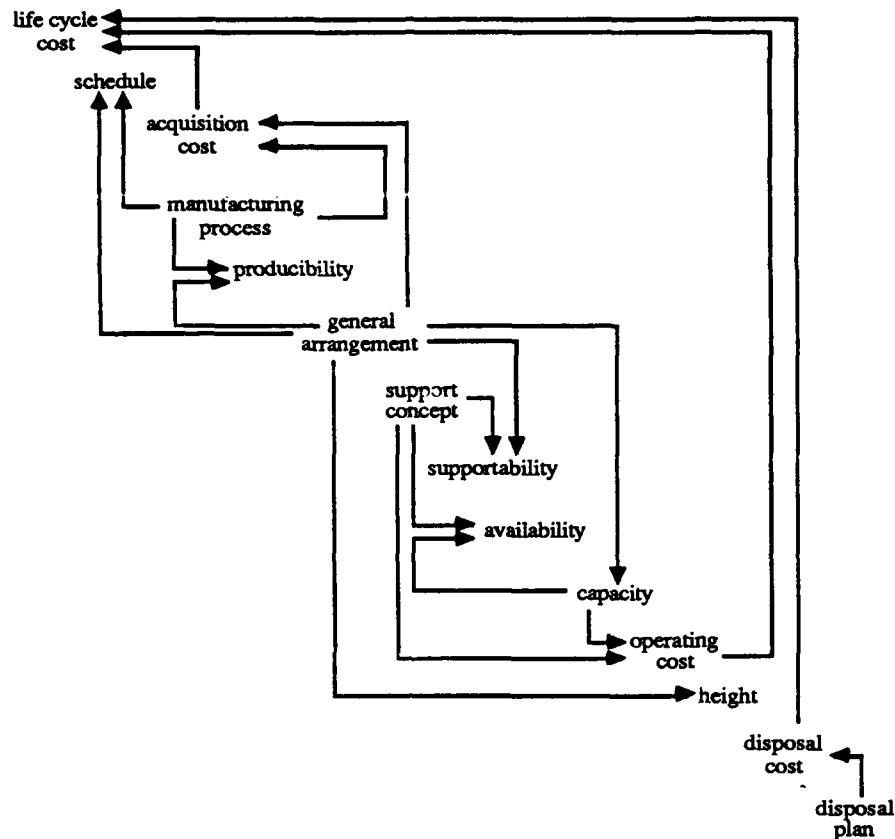 life cycle
cost
schedule
acquisition
cost
manufacturing
process
producibility
general
arrangement
support
concept
supportability
availability
capacity
operating
cost
height
disposal
cost
disposal
plan